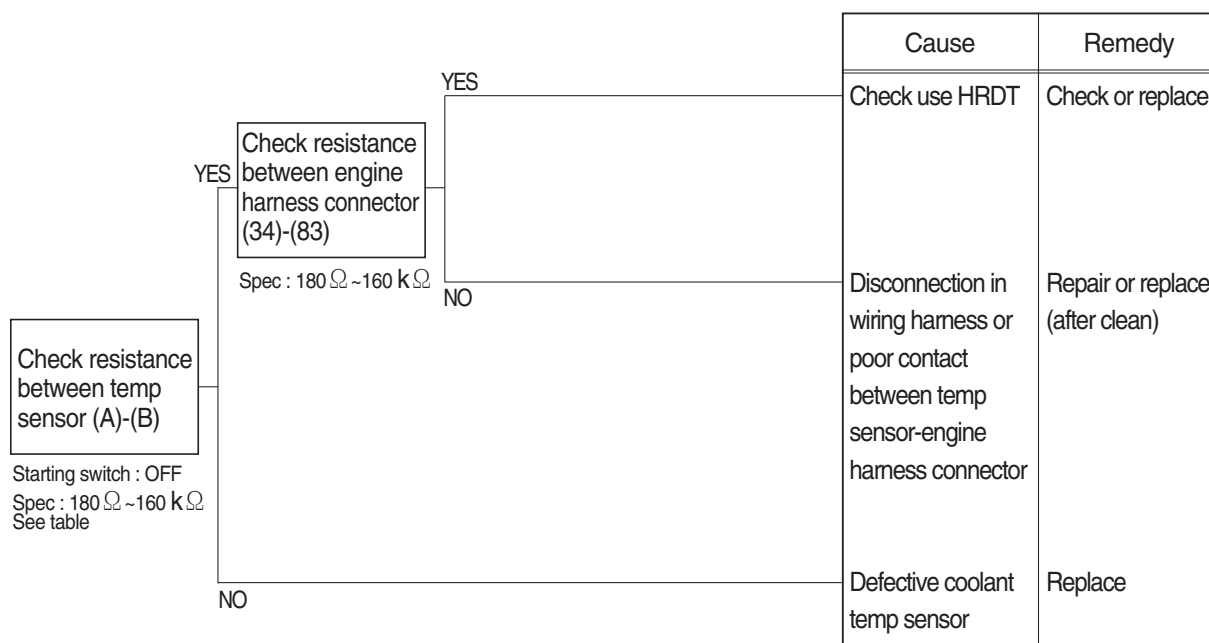 Cause
Remedy
YES
Check use HRDT
Check or replace
Check resistance
between engine
harness connector
(34)-(83)
YES
Spec : 180 Ω ~160 kΩ
NO
Disconnection in
wiring harness or
poor contact
between temp
sensor-engine
harness connector
Repair or replace
(after clean)
Check resistance
between temp
sensor (A)-(B)
Starting switch : OFF
Spec : 180 Ω ~160 kΩ
See table
NO
Defective coolant
temp sensor
Replace